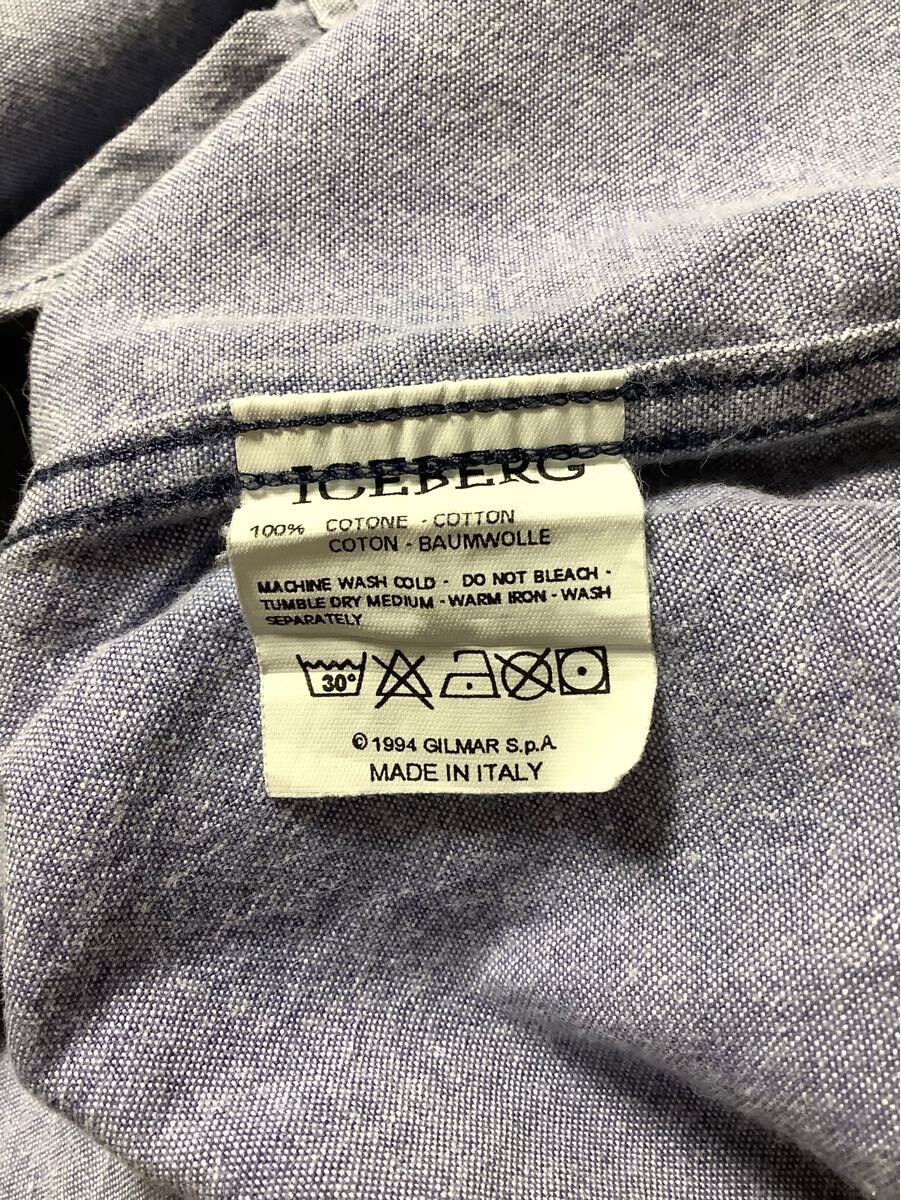 ICEBERG
100% COTONE - COTTON
COTON - BAUMWOLLE
MACHINE WASH COLD - DO NOT BLEACH -
TUMBLE DRY MEDIUM - WARM IRON - WASH
SEPARATELY
30°
© 1994 GILMAR S.p.A.
MADE IN ITALY